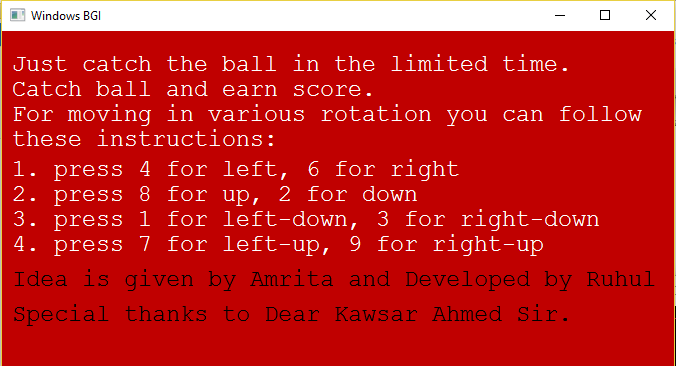 Windows BGI
Just catch the ball in the limited time.
Catch ball and earn score.
For moving in various rotation you can follow
these instructions:
1. press 4 for left, 6 for right
2. press 8 for up, 2 for down
3. press 1 for left-down, 3 for right-down
4. press 7 for left-up, 9 for right-up
Idea is given by Amrita and Developed by Ruhul
Special thanks to Dear Kawsar Ahmed Sir.